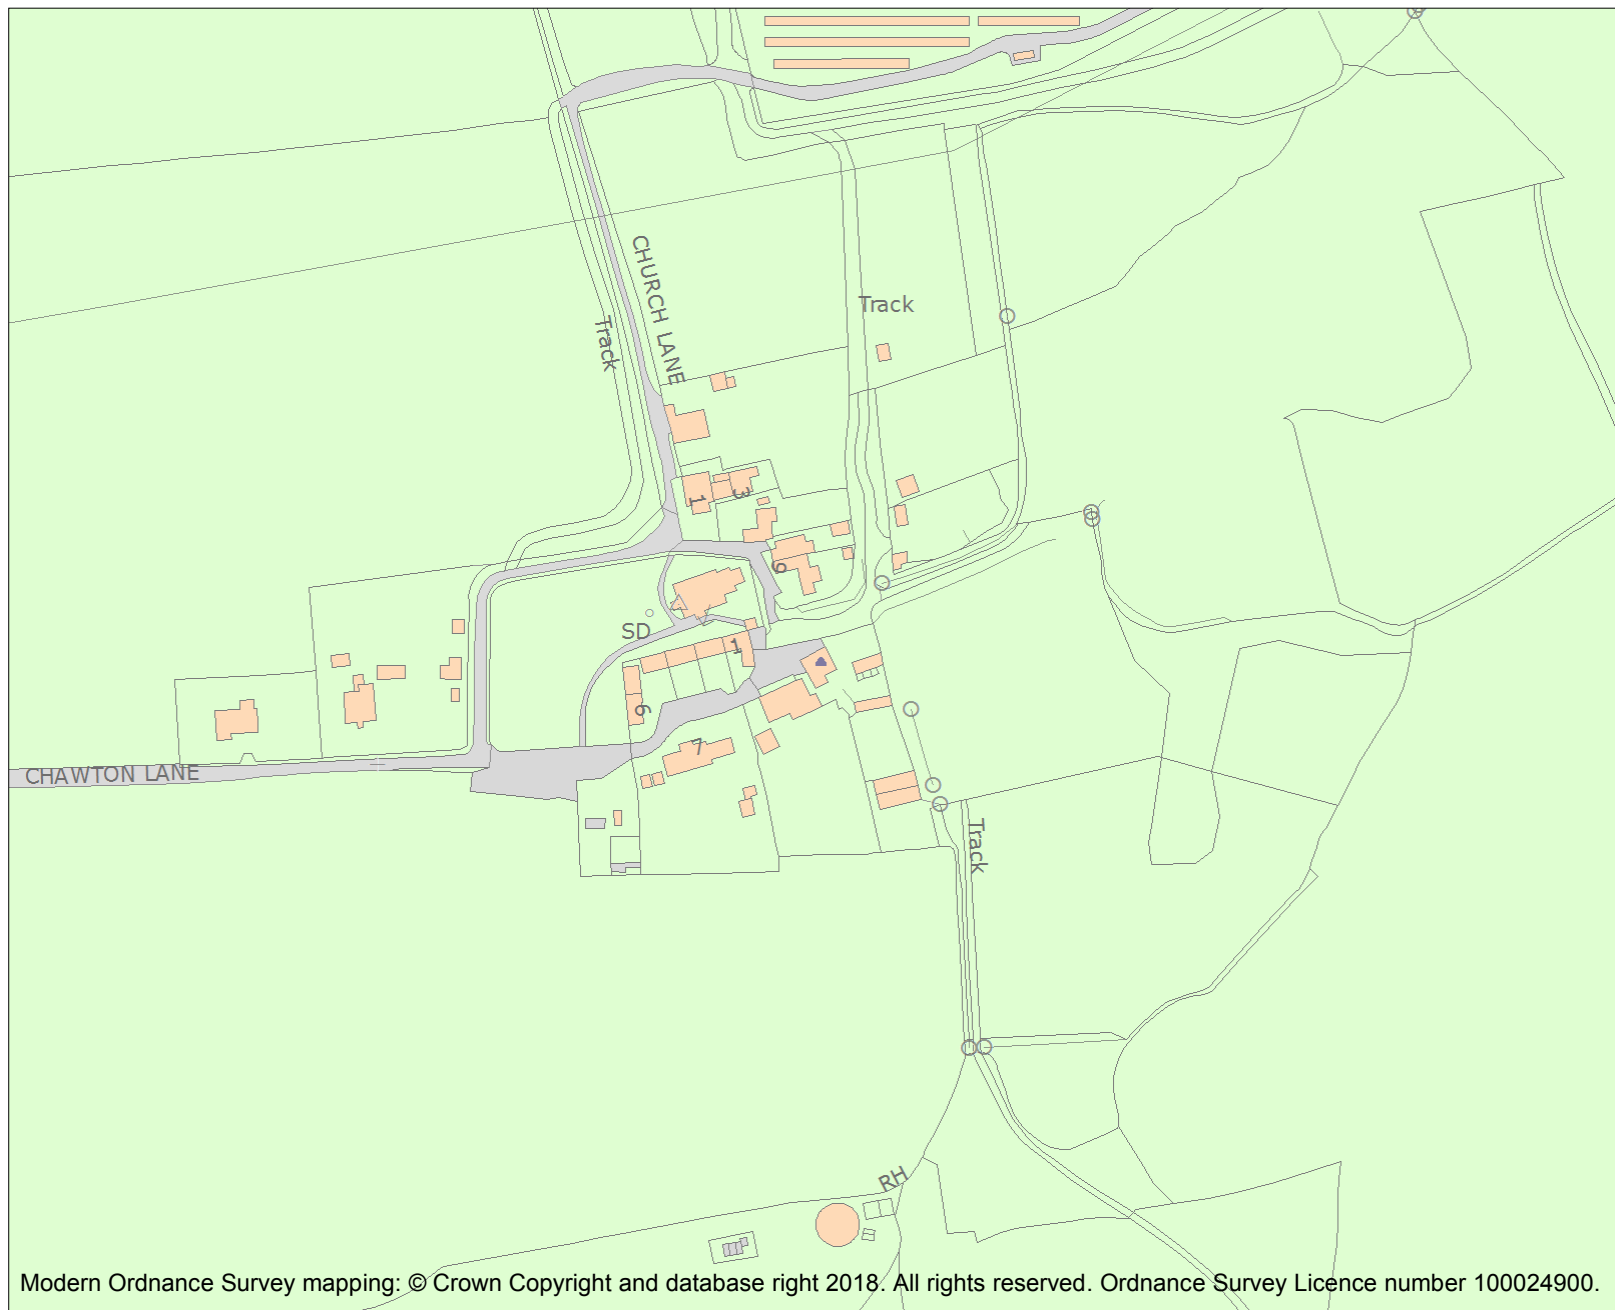 CHURCH LANE
Track
Track
1
3
9
SD
1
6
7
CHAWTON LANE
Track
RH
Modern Ordnance Survey mapping: © Crown Copyright and database right 2018. All rights reserved. Ordnance Survey Licence number 100024900.